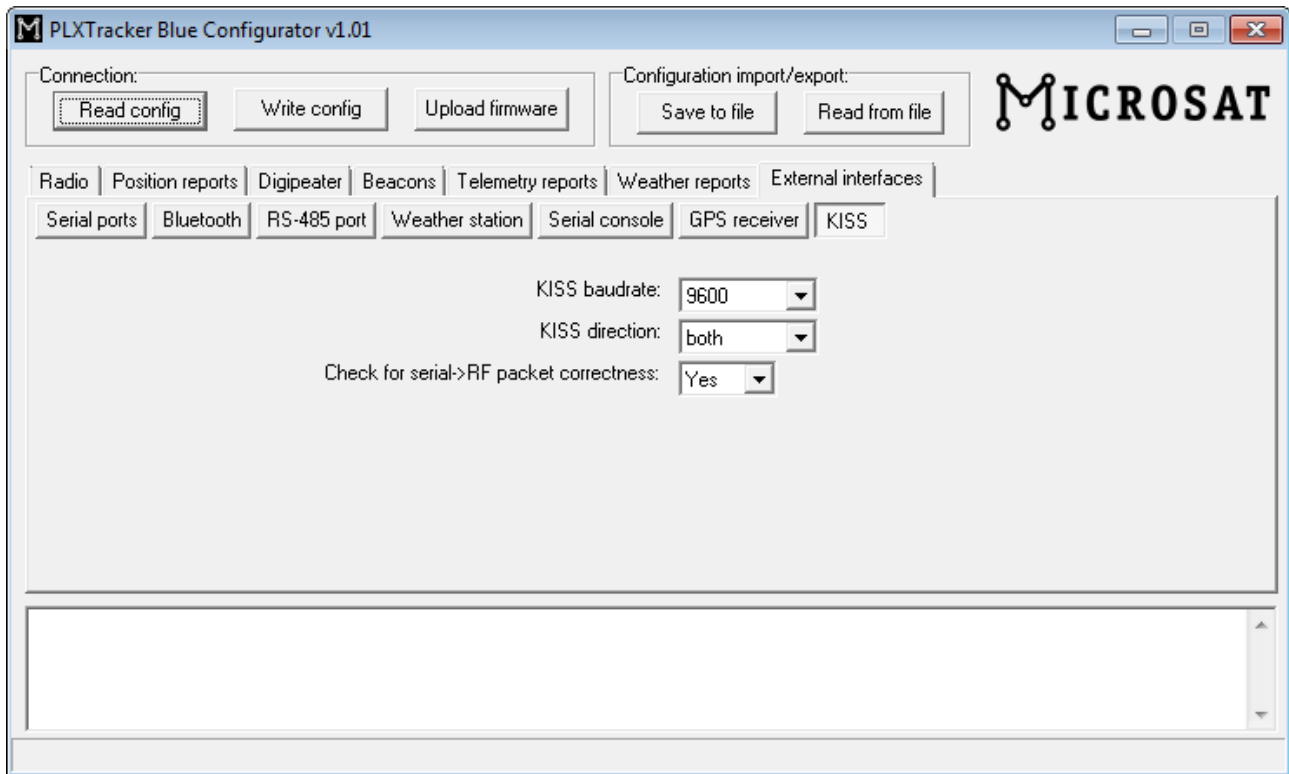 PLXTracker Blue Configurator v1.01
Connection:
Read config Write config Upload firmware
Configuration import/export:
Save to file Read from file
MICROSAT
Radio Position reports Digipeater Beacons Telemetry reports Weather reports External interfaces
Serial ports Bluetooth RS-485 port Weather station Serial console GPS receiver KISS
KISS baudrate: 9600
KISS direction: both
Check for serial->RF packet correctness: Yes